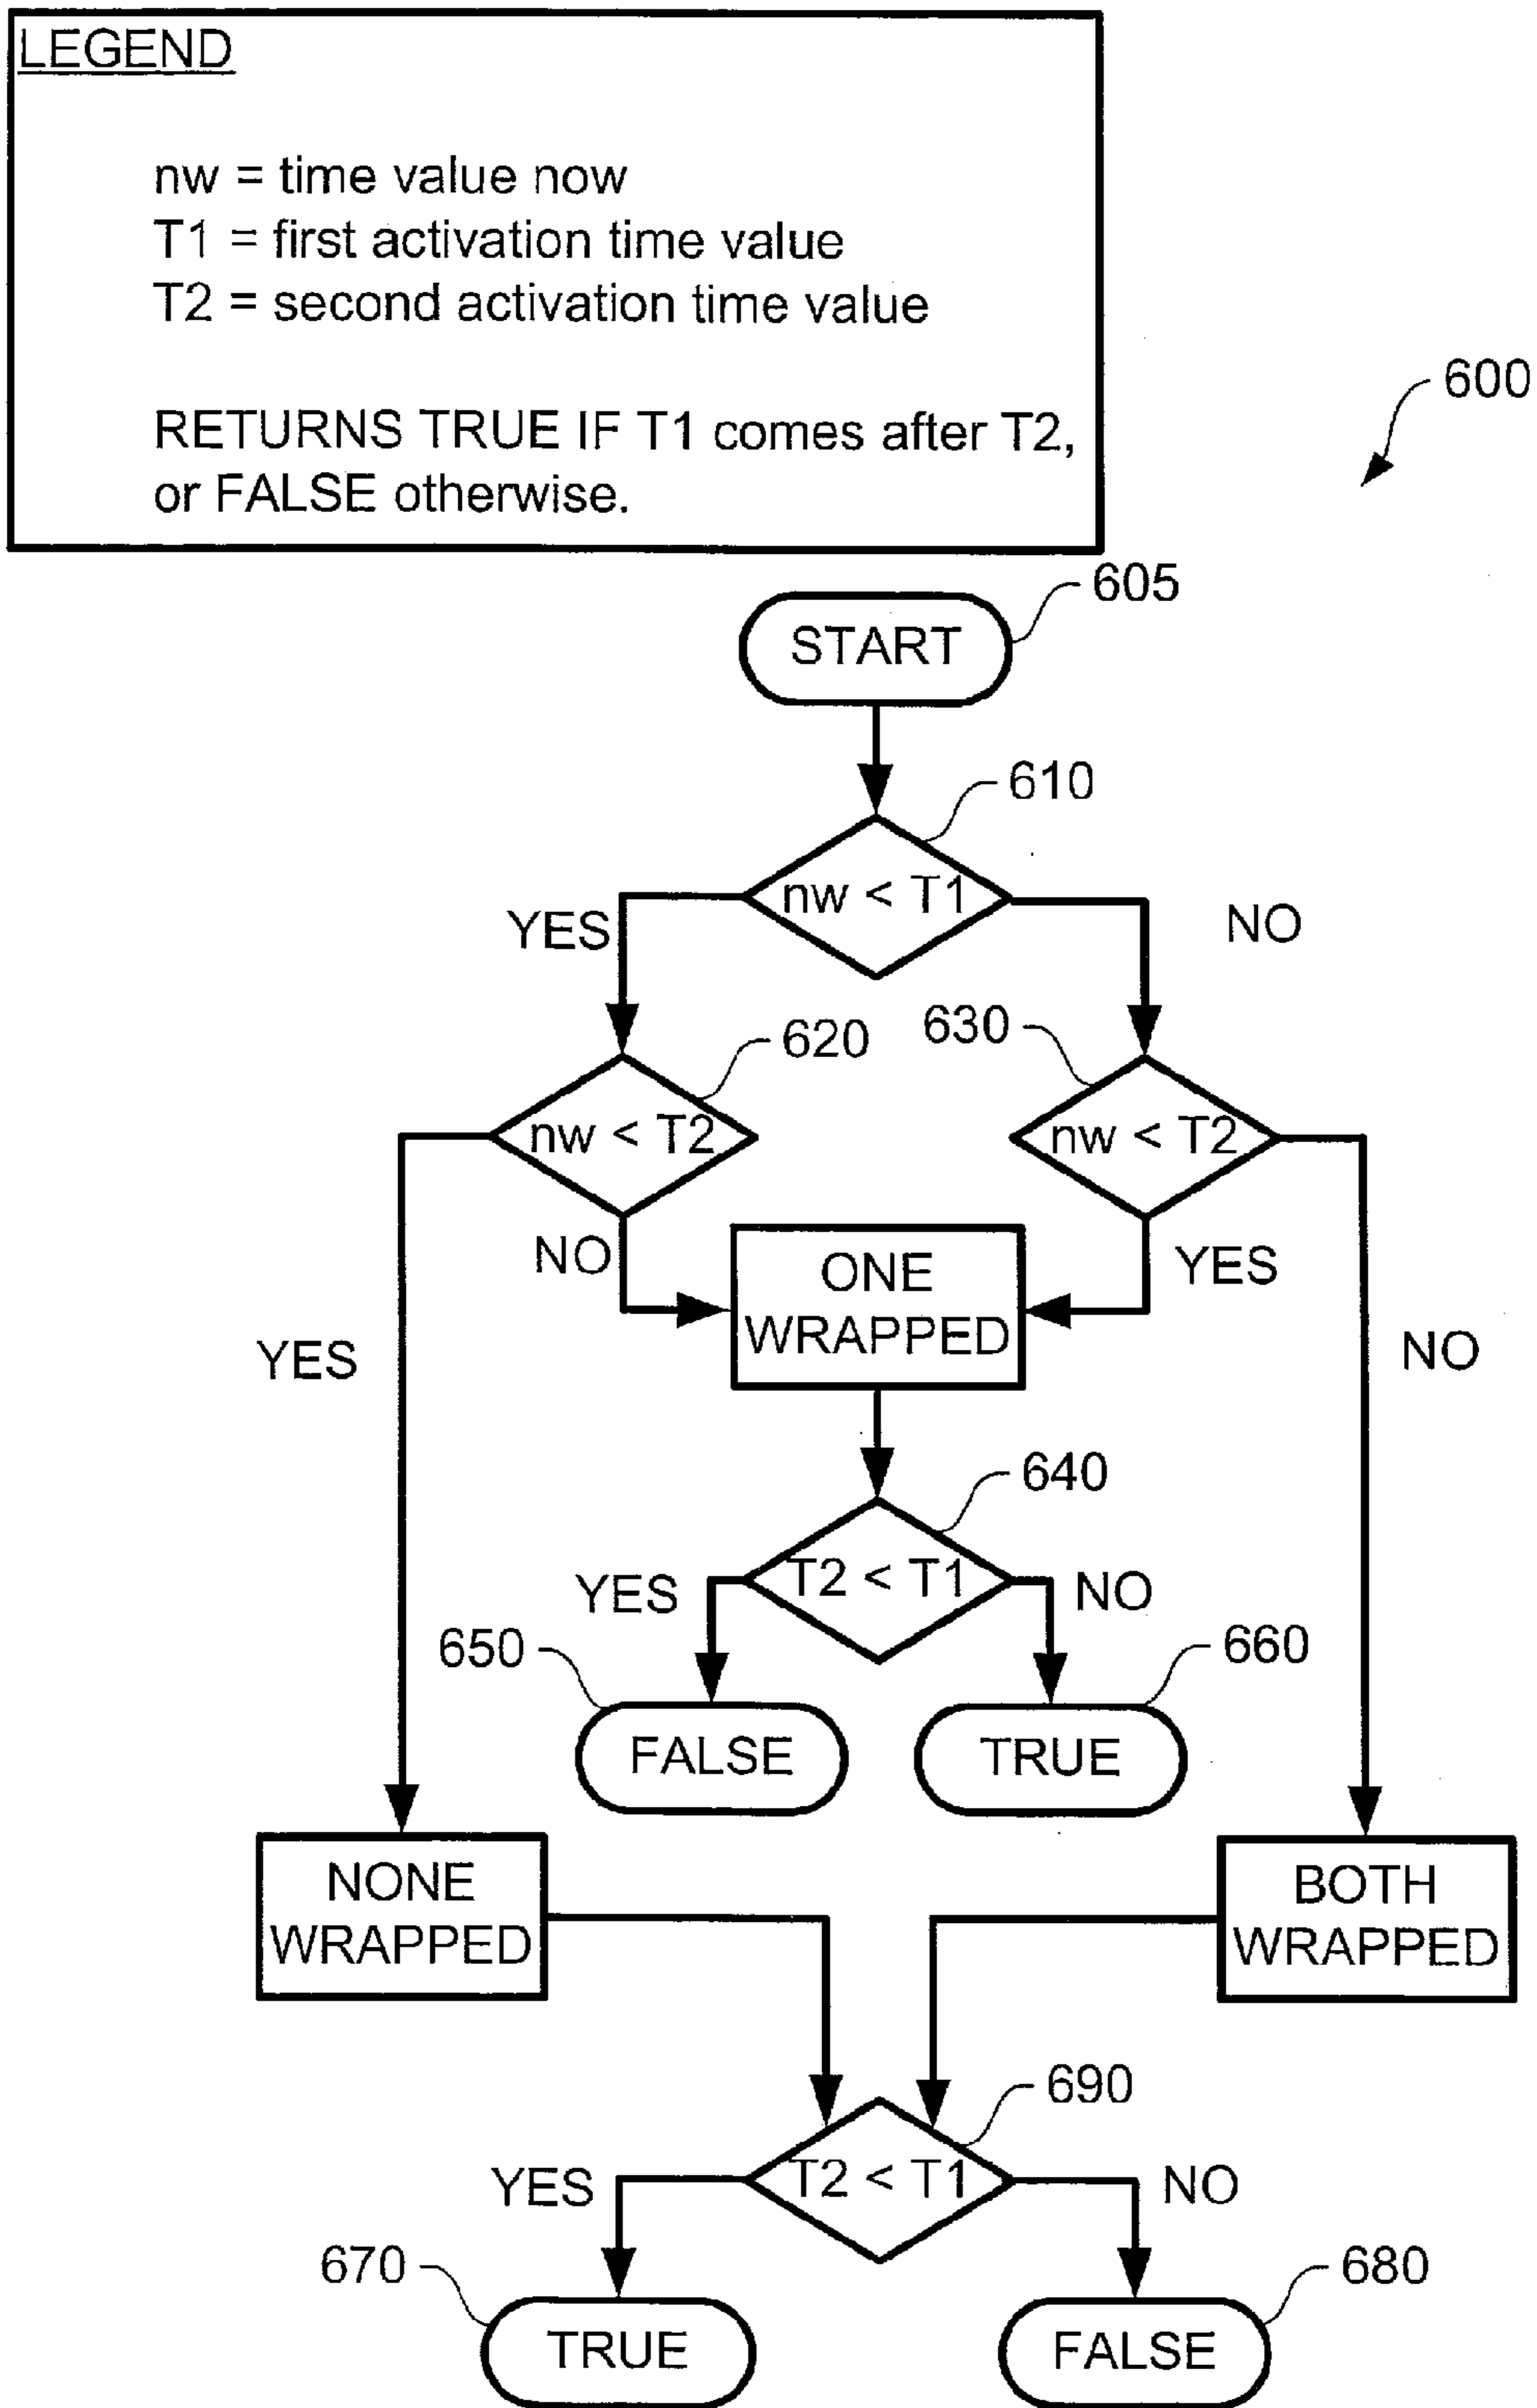 LEGEND
nw = time value now
T1 = first activation time value
T2 = second activation time value
RETURNS TRUE IF T1 comes after T2,
or FALSE otherwise.
600
605
START
610
nw < T1
YES
NO
620
630
nw < T2
nw < T2
NO
YES
ONE
WRAPPED
YES
NO
640
T2 < T1
YES
NO
650
660
FALSE
TRUE
NONE
WRAPPED
BOTH
WRAPPED
690
T2 < T1
YES
NO
670
680
TRUE
FALSE